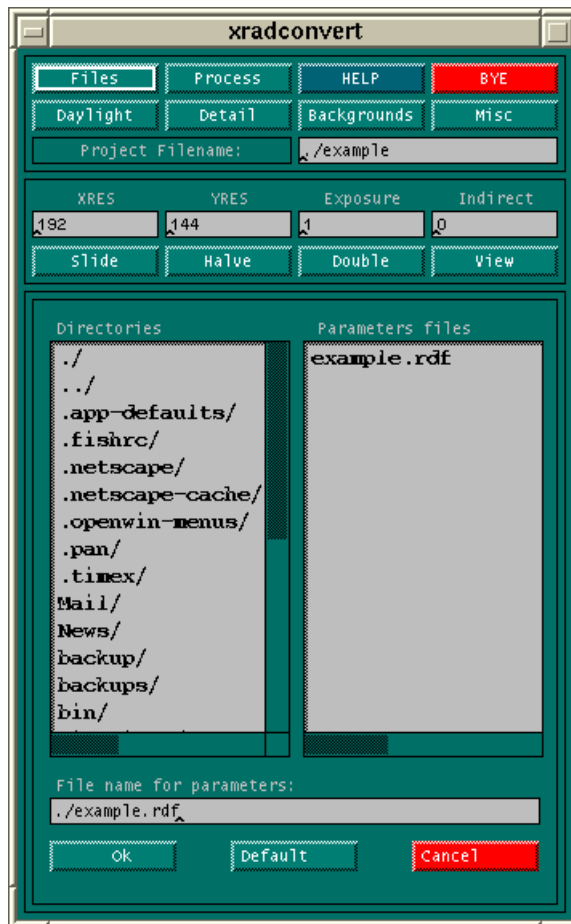 xradconvert
Files Process HELP BYE
Daylight Detail Backgrounds Misc
Project Filename: ./example
XRES YRES Exposure Indirect
192 144 1 0
Slide Halve Double View
Directories Parameters files
./ example.rdf
../
.app-defaults/
.fishrc/
.netscape/
.netscape-cache/
.openwin-menus/
.pan/
.timex/
Mail/
News/
backup/
backups/
bin/
File name for parameters:
./example.rdf
Ok Default Cancel